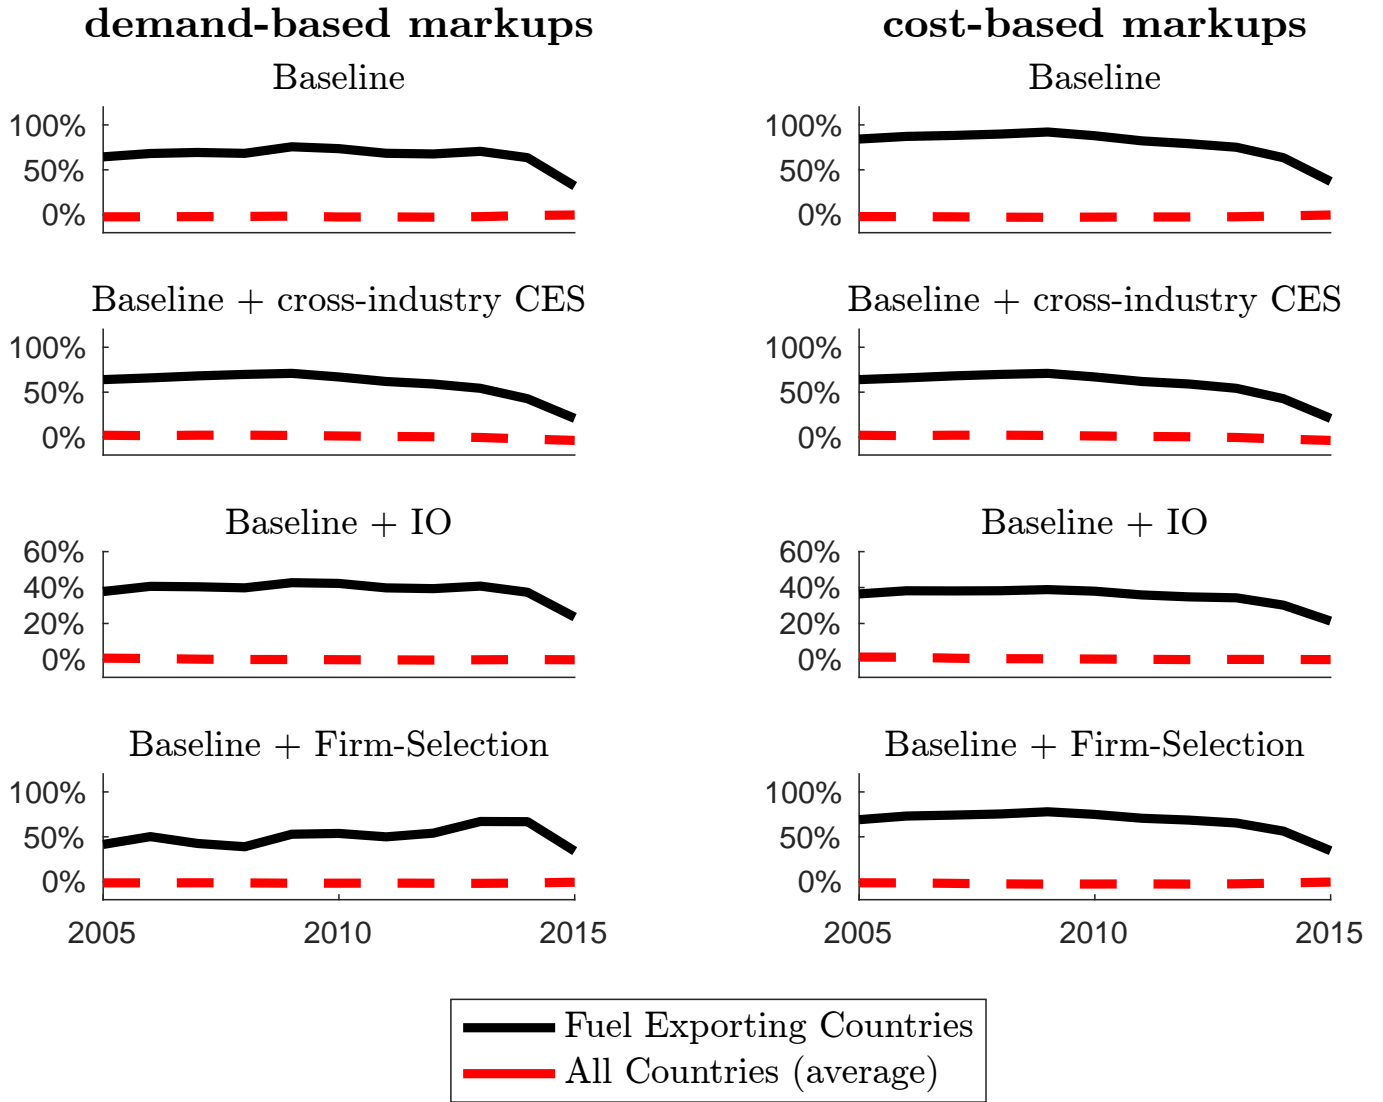 demand-based markups
cost-based markups
Baseline
Baseline
100%
50%
0%
100%
50%
0%
Baseline + cross-industry CES
Baseline + cross-industry CES
100%
50%
0%
100%
50%
0%
Baseline + IO
Baseline + IO
60%
40%
20%
0%
60%
40%
20%
0%
Baseline + Firm-Selection
Baseline + Firm-Selection
100%
50%
0%
100%
50%
0%
2005
2010
2015
2005
2010
2015
Fuel Exporting Countries
All Countries (average)